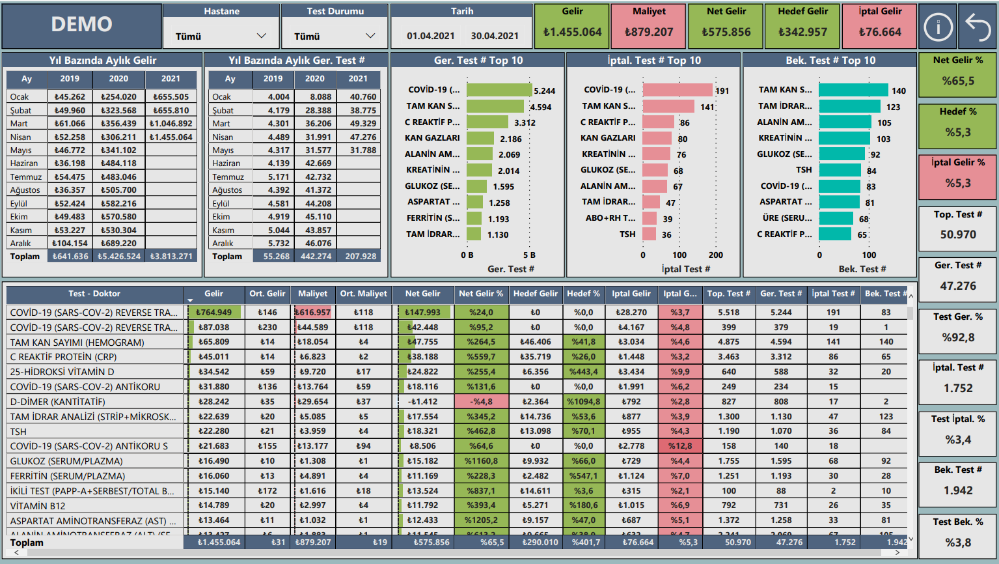 DEMO
Hastane
Tümü
Test Durumu
Tümü
Tarih
01.04.2021 30.04.2021
Gelir
₺1.455.064
Maliyet
₺879.207
Net Gelir
₺575.856
Hedef Gelir
₺342.957
İptal Gelir
₺76.664
Yıl Bazında Aylık Gelir
Ay 2019 2020 2021
Ocak ₺45.262 ₺254.020 ₺655.505
Şubat ₺49.960 ₺323.568 ₺655.810
Mart ₺61.066 ₺356.439 ₺1.046.892
Nisan ₺52.258 ₺306.211 ₺1.455.064
Mayıs ₺46.772 ₺341.102
Haziran ₺36.198 ₺484.118
Temmuz ₺54.475 ₺483.046
Ağustos ₺36.357 ₺505.700
Eylül ₺52.424 ₺582.216
Ekim ₺49.483 ₺570.580
Kasım ₺53.227 ₺530.304
Aralık ₺104.154 ₺689.220
Toplam ₺641.636 ₺5.426.524 ₺3.813.271
Yıl Bazında Aylık Ger. Test #
Ay 2019 2020 2021
Ocak 4.004 8.088 40.760
Şubat 4.179 28.388 38.775
Mart 4.301 36.206 49.329
Nisan 4.489 31.991 47.276
Mayıs 4.317 31.577 31.788
Haziran 4.139 42.669
Temmuz 5.171 42.732
Ağustos 4.392 41.372
Eylül 4.581 44.208
Ekim 4.919 45.110
Kasım 5.044 43.857
Aralık 5.732 46.076
Toplam 55.268 442.274 207.928
Ger. Test # Top 10
COVİD-19 (... 5.244
TAM KAN S... 4.594
C REAKTİF P... 3.312
KAN GAZLARI 2.186
ALANİN AM... 2.069
KREATİNİN ... 2.014
GLUKOZ (SE... 1.595
ASPARTAT ... 1.258
FERRİTİN (S... 1.193
TAM İDRAR... 1.130
0 B 5 B
Ger. Test #
İptal. Test # Top 10
COVİD-19 (... 191
TAM KAN S... 141
C REAKTİF P... 86
KAN GAZLARI 80
KREATİNİN ... 76
GLUKOZ (SE... 68
ALANİN AM... 67
TAM İDRAR... 47
ABO+RH T... 39
TSH 36
0 100 200
İptal Test #
Bek. Test # Top 10
TAM KAN S... 140
TAM İDRAR... 123
ALANİN AM... 105
KREATİNİN ... 103
GLUKOZ (SE... 92
TSH 84
COVİD-19 (... 83
ASPARTAT ... 81
ÜRE (SERU... 68
C REAKTİF P... 65
0 100
Bek. Test #
Net Gelir %
%65,5
Hedef %
%5,3
İptal Gelir %
%5,3
Top. Test #
50.970
Ger. Test #
47.276
Test Ger. %
%92,8
İptal. Test #
1.752
Test İptal. %
%3,4
Bek. Test #
1.942
Test Bek. %
%3,8
Test - Doktor Gelir Ort. Gelir Maliyet Ort. Maliyet Net Gelir Net Gelir % Hedef Gelir Hedef % Iptal Gelir Iptal G... Top. Test # Ger. Test # İptal Test # Bek. Test #
COVİD-19 (SARS-COV-2) REVERSE TRA... ₺764.949 ₺146 ₺616.957 ₺118 ₺147.993 %24,0 ₺0 %0,0 ₺28.270 %3,7 5.518 5.244 191 83
COVİD-19 (SARS-COV-2) REVERSE TRA... ₺87.038 ₺230 ₺44.589 ₺118 ₺42.448 %95,2 ₺0 %0,0 ₺4.167 %4,8 399 379 19 1
TAM KAN SAYIMI (HEMOGRAM) ₺65.809 ₺14 ₺18.054 ₺4 ₺47.755 %264,5 ₺46.406 %41,8 ₺3.034 %4,6 4.875 4.594 141 140
C REAKTİF PROTEİN (CRP) ₺45.011 ₺14 ₺6.823 ₺2 ₺38.188 %559,7 ₺35.719 %26,0 ₺1.448 %3,2 3.463 3.312 86 65
25-HİDROKSİ VİTAMİN D ₺34.542 ₺59 ₺9.720 ₺17 ₺24.822 %255,4 ₺6.356 %443,4 ₺3.434 %9,9 640 588 32 20
COVİD-19 (SARS-COV-2) ANTİKORU ₺31.880 ₺136 ₺13.764 ₺59 ₺18.116 %131,6 ₺0 %0,0 ₺1.991 %6,2 249 234 15
D-DİMER (KANTİTATİF) ₺28.242 ₺35 ₺29.654 ₺37 -₺1.412 -%4,8 ₺2.364 %1094,8 ₺792 %2,8 827 808 17 2
TAM İDRAR ANALİZİ (STRİP+MİKROSK... ₺22.639 ₺20 ₺5.085 ₺5 ₺17.554 %345,2 ₺14.736 %53,6 ₺877 %3,9 1.300 1.130 47 123
TSH ₺22.280 ₺21 ₺3.959 ₺4 ₺18.321 %462,8 ₺13.098 %70,1 ₺955 %4,3 1.190 1.070 36 84
COVİD-19 (SARS-COV-2) ANTİKORU S ₺21.683 ₺155 ₺13.177 ₺94 ₺8.506 %64,6 ₺0 %0,0 ₺2.778 %12,8 158 140 18
GLUKOZ (SERUM/PLAZMA) ₺16.490 ₺10 ₺1.308 ₺1 ₺15.182 %1160,8 ₺9.932 %66,0 ₺729 %4,4 1.755 1.595 68 92
FERRİTİN (SERUM/PLAZMA) ₺16.060 ₺13 ₺4.891 ₺4 ₺11.169 %228,3 ₺2.482 %547,1 ₺1.124 %7,0 1.251 1.193 30 28
İKİLİ TEST (PAPP-A+SERBEST/TOTAL B... ₺15.140 ₺172 ₺1.616 ₺18 ₺13.524 %837,1 ₺14.611 %3,6 ₺315 %2,1 100 88 2 10
VİTAMİN B12 ₺14.789 ₺20 ₺2.997 ₺4 ₺11.792 %393,4 ₺5.271 %180,6 ₺1.015 %6,9 792 731 26 35
ASPARTAT AMİNOTRANSFERAZ (AST) ... ₺13.464 ₺11 ₺1.032 ₺1 ₺12.433 %1205,2 ₺9.157 %47,0 ₺687 %5,1 1.372 1.258 33 81
Toplam ₺1.455.064 ₺31 ₺879.207 ₺19 ₺575.856 %65,5 ₺290.010 %401,7 ₺76.664 %5,3 50.970 47.276 1.752 1.942